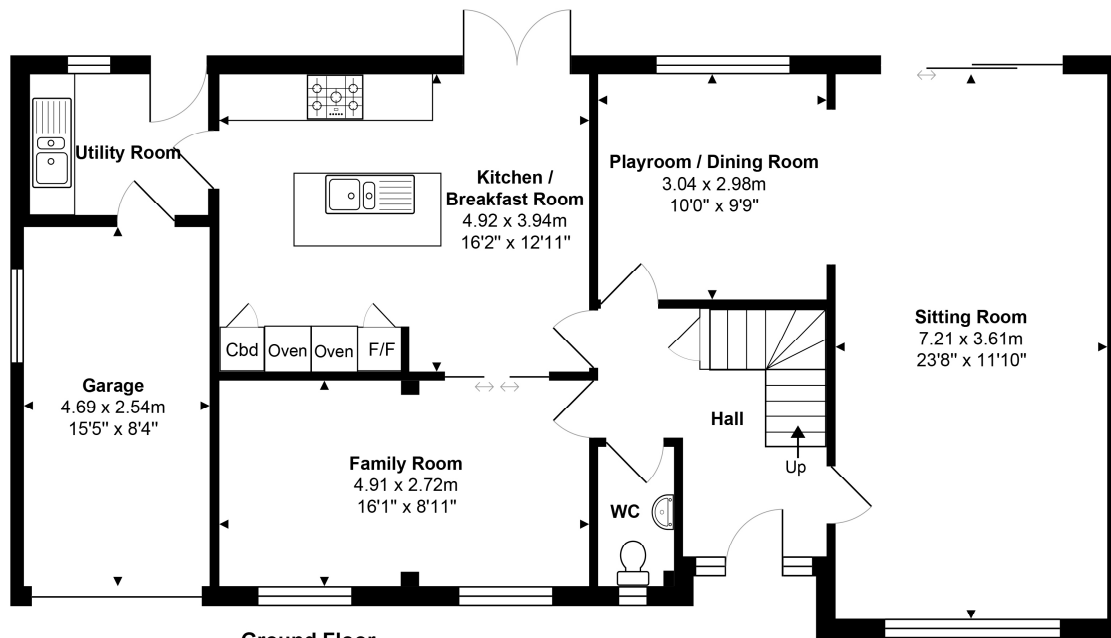 Utility Room
Kitchen /
Breakfast Room
4.92 x 3.94m
16'2" x 12'11"
Playroom / Dining Room
3.04 x 2.98m
10'0" x 9'9"
Sitting Room
7.21 x 3.61m
23'8" x 11'10"
Cbd
Oven
Oven
F/F
Garage
4.69 x 2.54m
15'5" x 8'4"
Hall
Up
Family Room
4.91 x 2.72m
16'1" x 8'11"
WC
Ground Floor